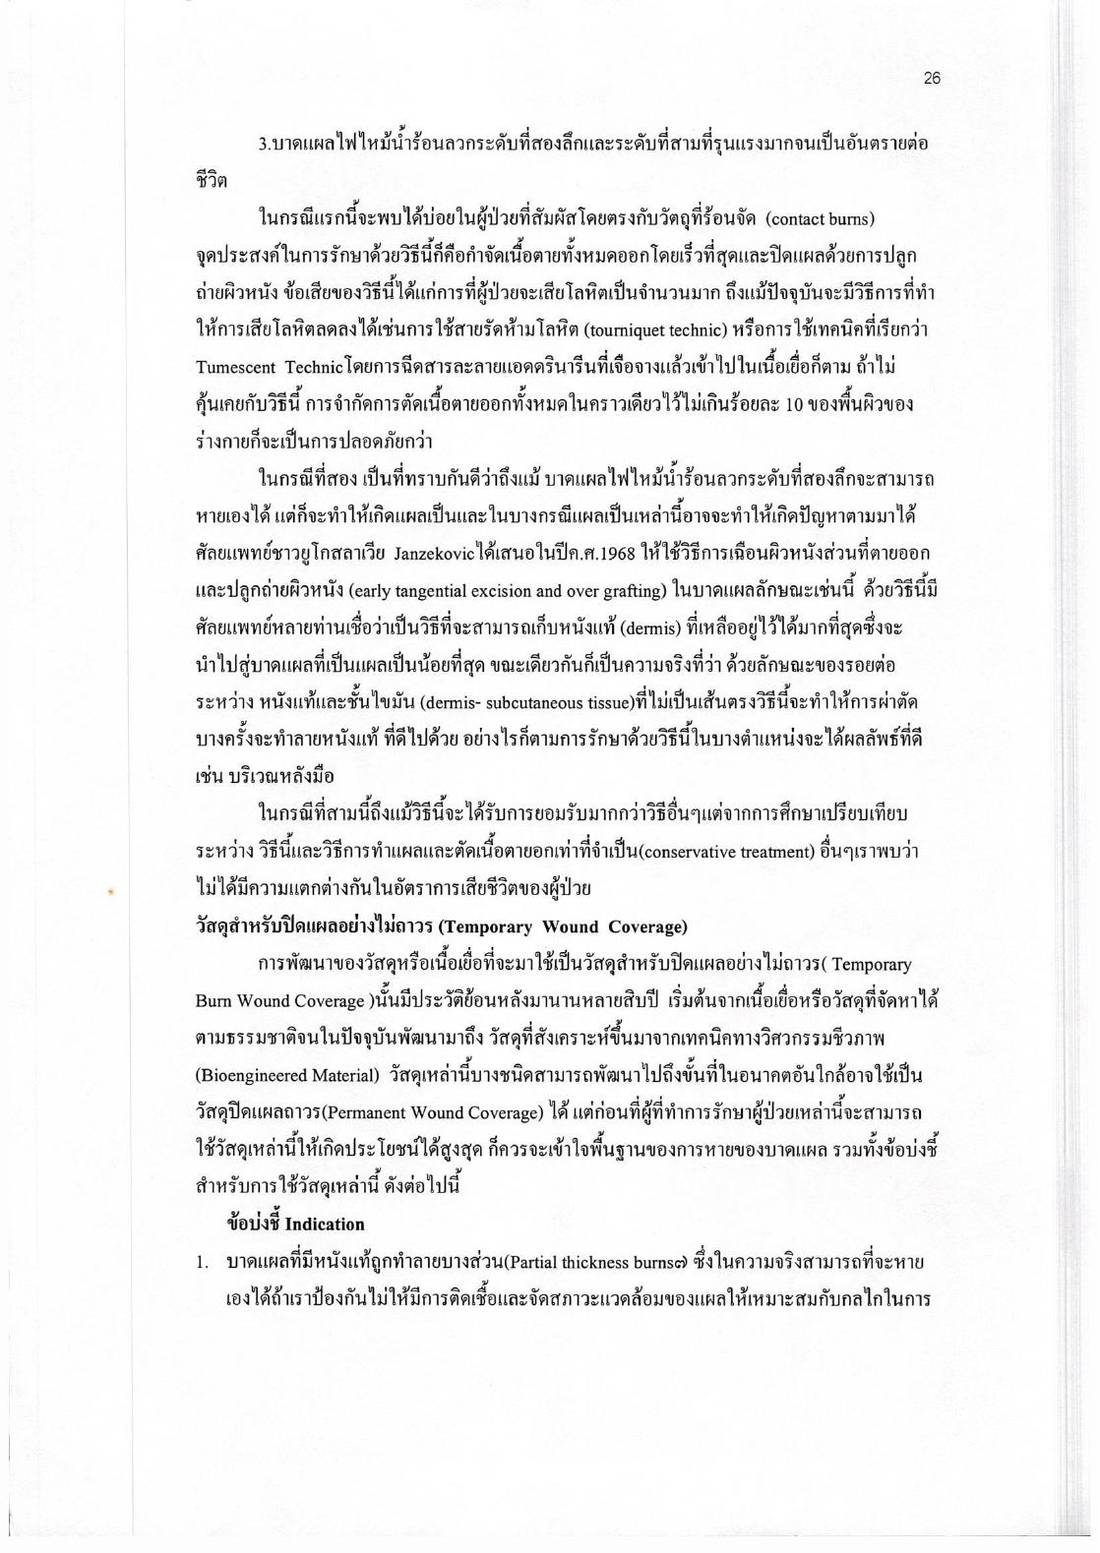 26
3.บาดแผลไฟไหม้น้ำร้อนลวกระดับที่สองลึกและระดับที่สามที่รุนแรงมากจนเป็นอันตรายต่อ
ชีวิต
ในกรณีแรกนี้จะพบได้บ่อยในผู้ป่วยที่สัมผัสโดยตรงกับวัตถุที่ร้อนจัด (contact burns)
จุดประสงค์ในการรักษาด้วยวิธีนี้ก็คือกำจัดเนื้อตายทั้งหมดออกโดยเร็วที่สุดและปิดแผลด้วยการปลูก
ถ่ายผิวหนัง ข้อเสียของวิธีนี้ได้แก่การที่ผู้ป่วยจะเสียโลหิตเป็นจำนวนมาก ถึงแม้ปัจจุบันจะมีวิธีการที่ทำ
ให้การเสียโลหิตลดลงได้เช่นการใช้สายรัดห้ามโลหิต (tourniquet technic) หรือการใช้เทคนิคที่เรียกว่า
Tumescent Technicโดยการฉีดสารละลายแอดดรินารีนที่เจือจางแล้วเข้าไปในเนื้อเยื่อก็ตาม ถ้าไม่
คุ้นเคยกับวิธีนี้ การจำกัดการตัดเนื้อตายออกทั้งหมดในคราวเดียวไว้ไม่เกินร้อยละ 10 ของพื้นผิวของ
ร่างกายก็จะเป็นการปลอดภัยกว่า
ในกรณีที่สอง เป็นที่ทราบกันดีว่าถึงแม้ บาดแผลไฟไหม้น้ำร้อนลวกระดับที่สองลึกจะสามารถ
หายเองได้ แต่ก็จะทำให้เกิดแผลเป็นและในบางกรณีแผลเป็นเหล่านี้อาจจะทำให้เกิดปัญหาตามมาได้
ศัลยแพทย์ชาวยูโกสลาเวีย Janzekovicได้เสนอในปีค.ศ.1968 ให้ใช้วิธีการเฉือนผิวหนังส่วนที่ตายออก
และปลูกถ่ายผิวหนัง (early tangential excision and over grafting) ในบาดแผลลักษณะเช่นนี้ ด้วยวิธีนี้มี
ศัลยแพทย์หลายท่านเชื่อว่าเป็นวิธีที่จะสามารถเก็บหนังแท้ (dermis) ที่เหลืออยู่ไว้ได้มากที่สุดซึ่งจะ
นำไปสู่บาดแผลที่เป็นแผลเป็นน้อยที่สุด ขณะเดียวกันก็เป็นความจริงที่ว่า ด้วยลักษณะของรอยต่อ
ระหว่าง หนังแท้และชั้นไขมัน (dermis- subcutaneous tissue)ที่ไม่เป็นเส้นตรงวิธีนี้จะทำให้การผ่าตัด
บางครั้งจะทำลายหนังแท้ ที่ดีไปด้วย อย่างไรก็ตามการรักษาด้วยวิธีนี้ในบางตำแหน่งจะได้ผลลัพธ์ที่ดี
เช่น บริเวณหลังมือ
ในกรณีที่สามนี้ถึงแม้วิธีนี้จะได้รับการยอมรับมากกว่าวิธีอื่นๆแต่จากการศึกษาเปรียบเทียบ
ระหว่าง วิธีนี้และวิธีการทำแผลและตัดเนื้อตายอกเท่าที่จำเป็น(conservative treatment) อื่นๆเราพบว่า
ไม่ได้มีความแตกต่างกันในอัตราการเสียชีวิตของผู้ป่วย
วัสดุสำหรับปิดแผลอย่างไม่ถาวร (Temporary Wound Coverage)
การพัฒนาของวัสดุหรือเนื้อเยื่อที่จะมาใช้เป็นวัสดุสำหรับปิดแผลอย่างไม่ถาวร( Temporary
Burn Wound Coverage )นั้นมีประวัติย้อนหลังมานานหลายสิบปี เริ่มต้นจากเนื้อเยื่อหรือวัสดุที่จัดหาได้
ตามธรรมชาติจนในปัจจุบันพัฒนามาถึง วัสดุที่สังเคราะห์ขึ้นมาจากเทคนิคทางวิศวกรรมชีวภาพ
(Bioengineered Material) วัสดุเหล่านี้บางชนิดสามารถพัฒนาไปถึงขั้นที่ในอนาคตอันใกล้อาจใช้เป็น
วัสดุปิดแผลถาวร(Permanent Wound Coverage) ได้ แต่ก่อนที่ผู้ที่ทำการรักษาผู้ป่วยเหล่านี้จะสามารถ
ใช้วัสดุเหล่านี้ให้เกิดประโยชน์ได้สูงสุด ก็ควรจะเข้าใจพื้นฐานของการหายของบาดแผล รวมทั้งข้อบ่งชี้
สำหรับการใช้วัสดุเหล่านี้ ดังต่อไปนี้
ข้อบ่งชี้ Indication
1. บาดแผลที่มีหนังแท้ถูกทำลายบางส่วน(Partial thickness burns๗) ซึ่งในความจริงสามารถที่จะหาย
เองได้ถ้าเราป้องกันไม่ให้มีการติดเชื้อและจัดสภาวะแวดล้อมของแผลให้เหมาะสมกับกลไกในการ